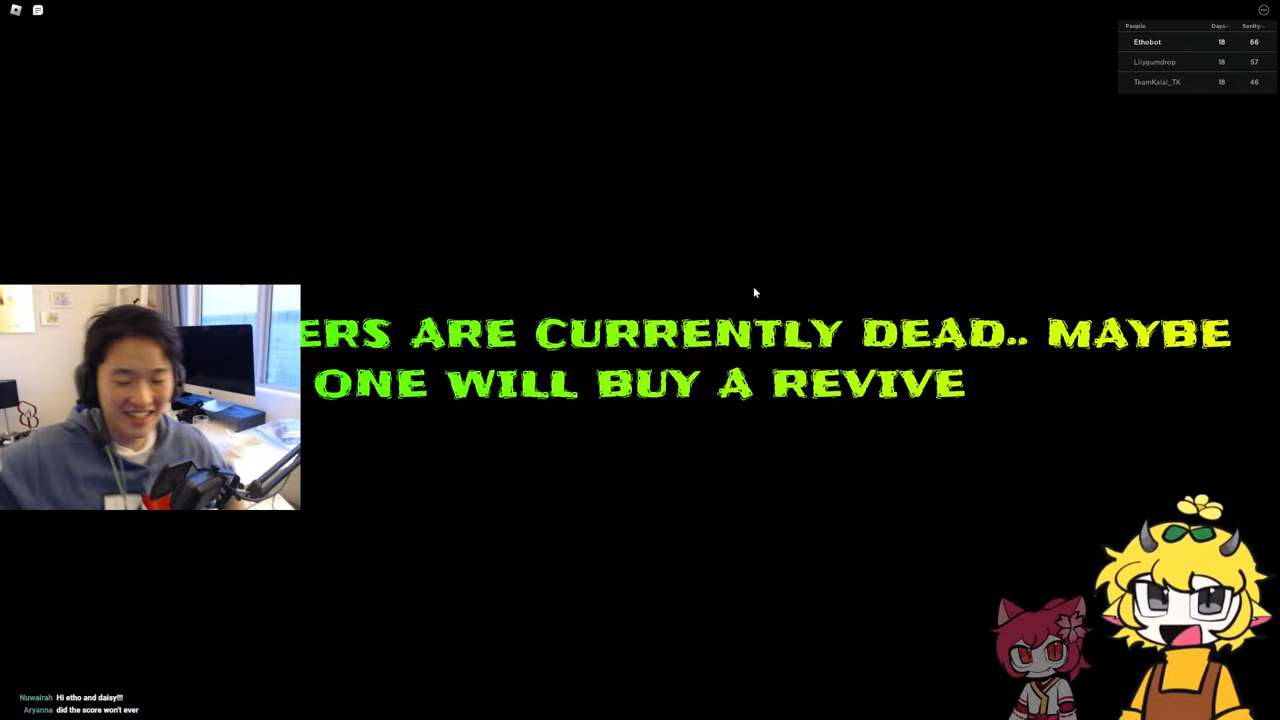 People Days Sanity
Ethobot 18 66
Lilygumdrop 18 57
TeamKalal_TK 18 46
ERS ARE CURRENTLY DEAD.. MAYBE
ONE WILL BUY A REVIVE
Nuwairah Hi etho and daisy!!!
Aryanna did the score won't ever